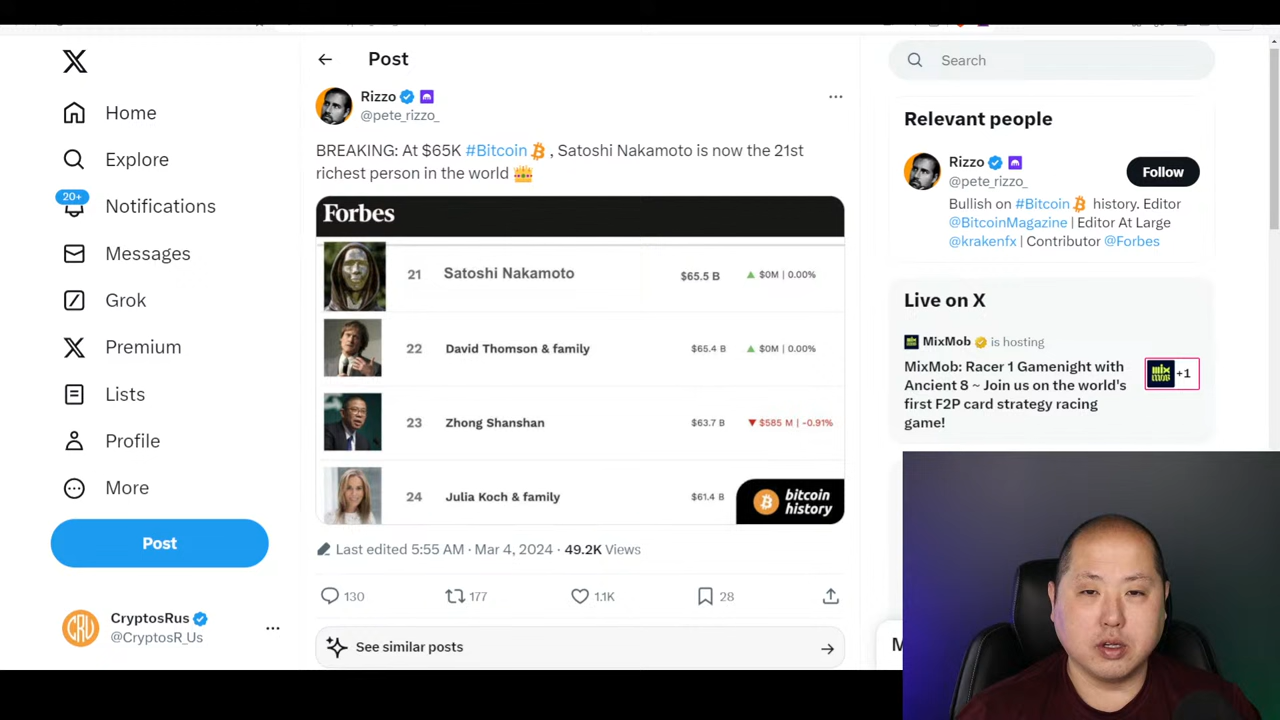 Post
Rizzo
@pete_rizzo_
BREAKING: At $65K #Bitcoin , Satoshi Nakamoto is now the 21st
richest person in the world
Forbes
21 Satoshi Nakamoto $65.5 B ▲ $0M | 0.00%
22 David Thomson & family $65.4 B ▲ $0M | 0.00%
23 Zhong Shanshan $63.7 B ▼ $585 M | -0.91%
24 Julia Koch & family $61.4 B
bitcoin
history
Last edited 5:55 AM · Mar 4, 2024 · 49.2K Views
130 177 1.1K 28
See similar posts
Home
Explore
20+
Notifications
Messages
Grok
Premium
Lists
Profile
More
Post
CryptosRus
@CryptosR_Us
Search
Relevant people
Rizzo
@pete_rizzo_
Follow
Bullish on #Bitcoin history. Editor
@BitcoinMagazine | Editor At Large
@krakenfx | Contributor @Forbes
Live on X
MixMob is hosting
MixMob: Racer 1 Gamenight with
Ancient 8 ~ Join us on the world's
first F2P card strategy racing
game!
mix
mob
+1
M